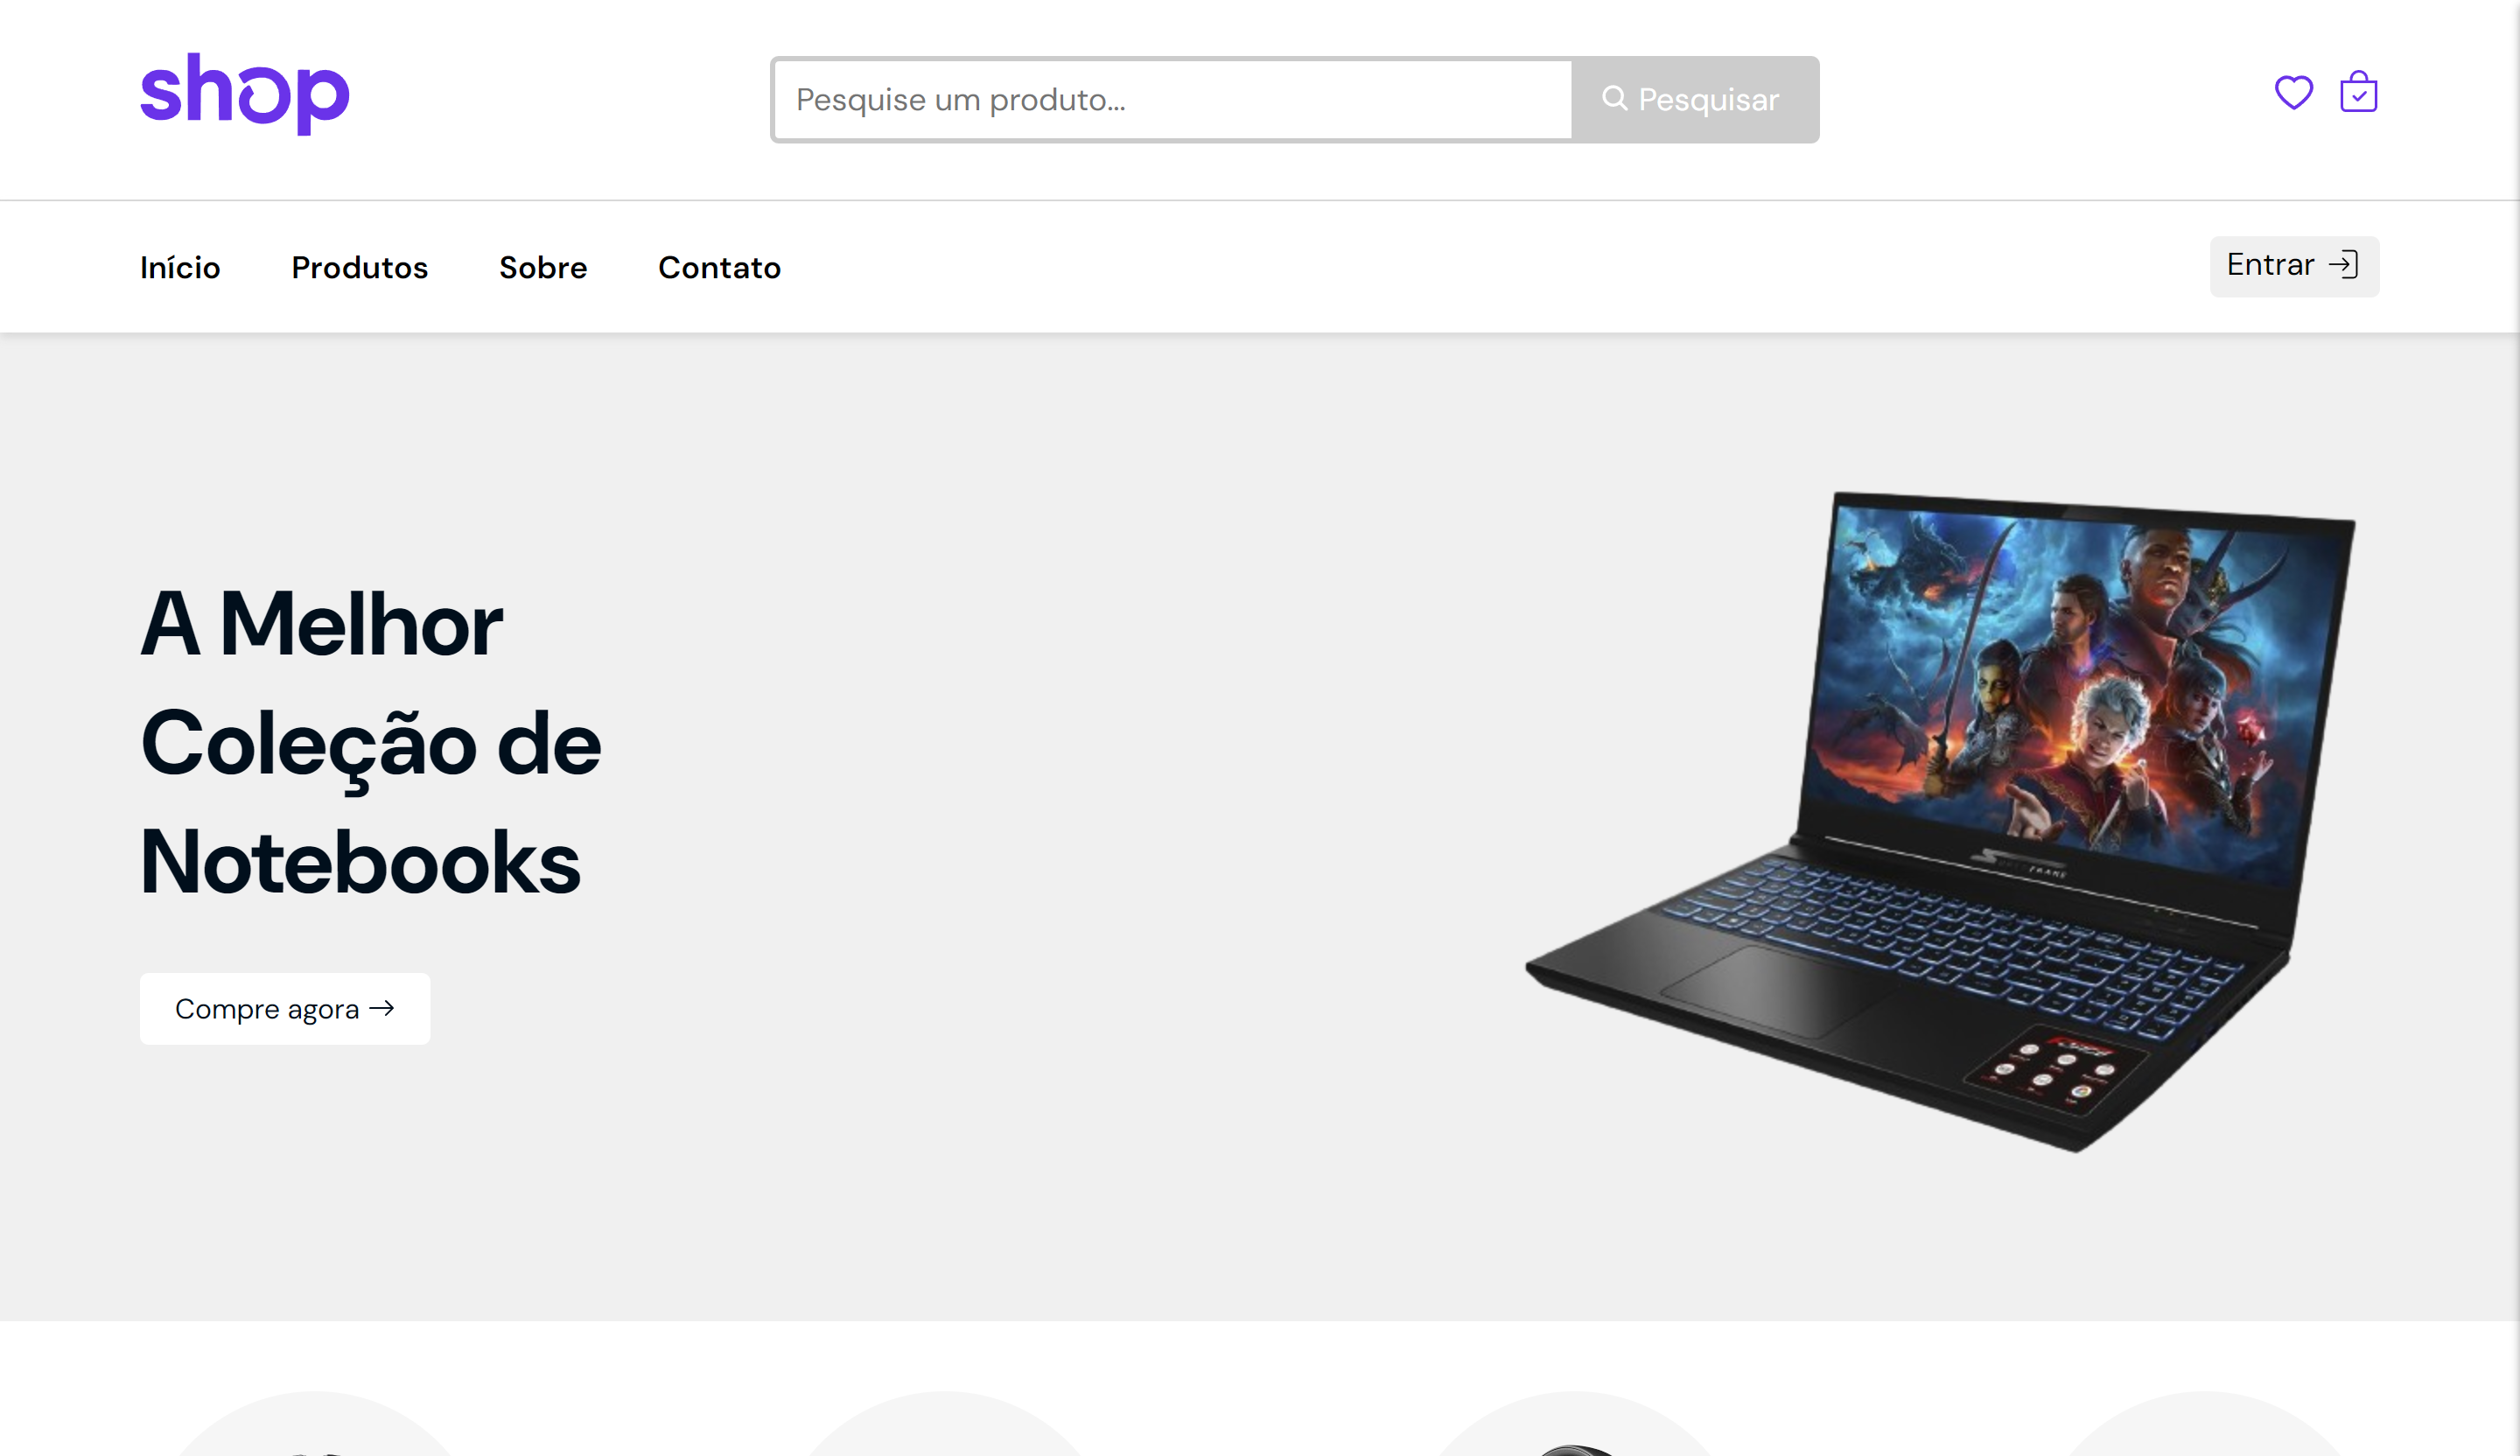 shop
Pesquise um produto...
Pesquisar
Início
Produtos
Sobre
Contato
Entrar
A Melhor
Coleção de
Notebooks
Compre agora